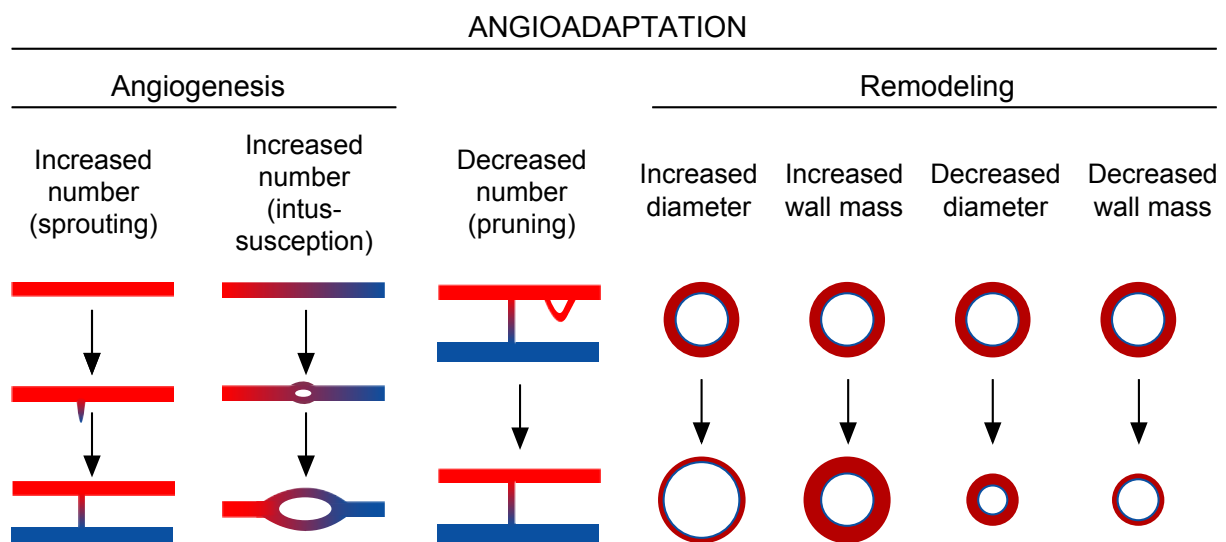 ANGIOADAPTATION
Angiogenesis
Remodeling
Increased
number
(sprouting)
Increased
number
(intus-
susception)
Decreased
number
(pruning)
Increased
diameter
Increased
wall mass
Decreased
diameter
Decreased
wall mass